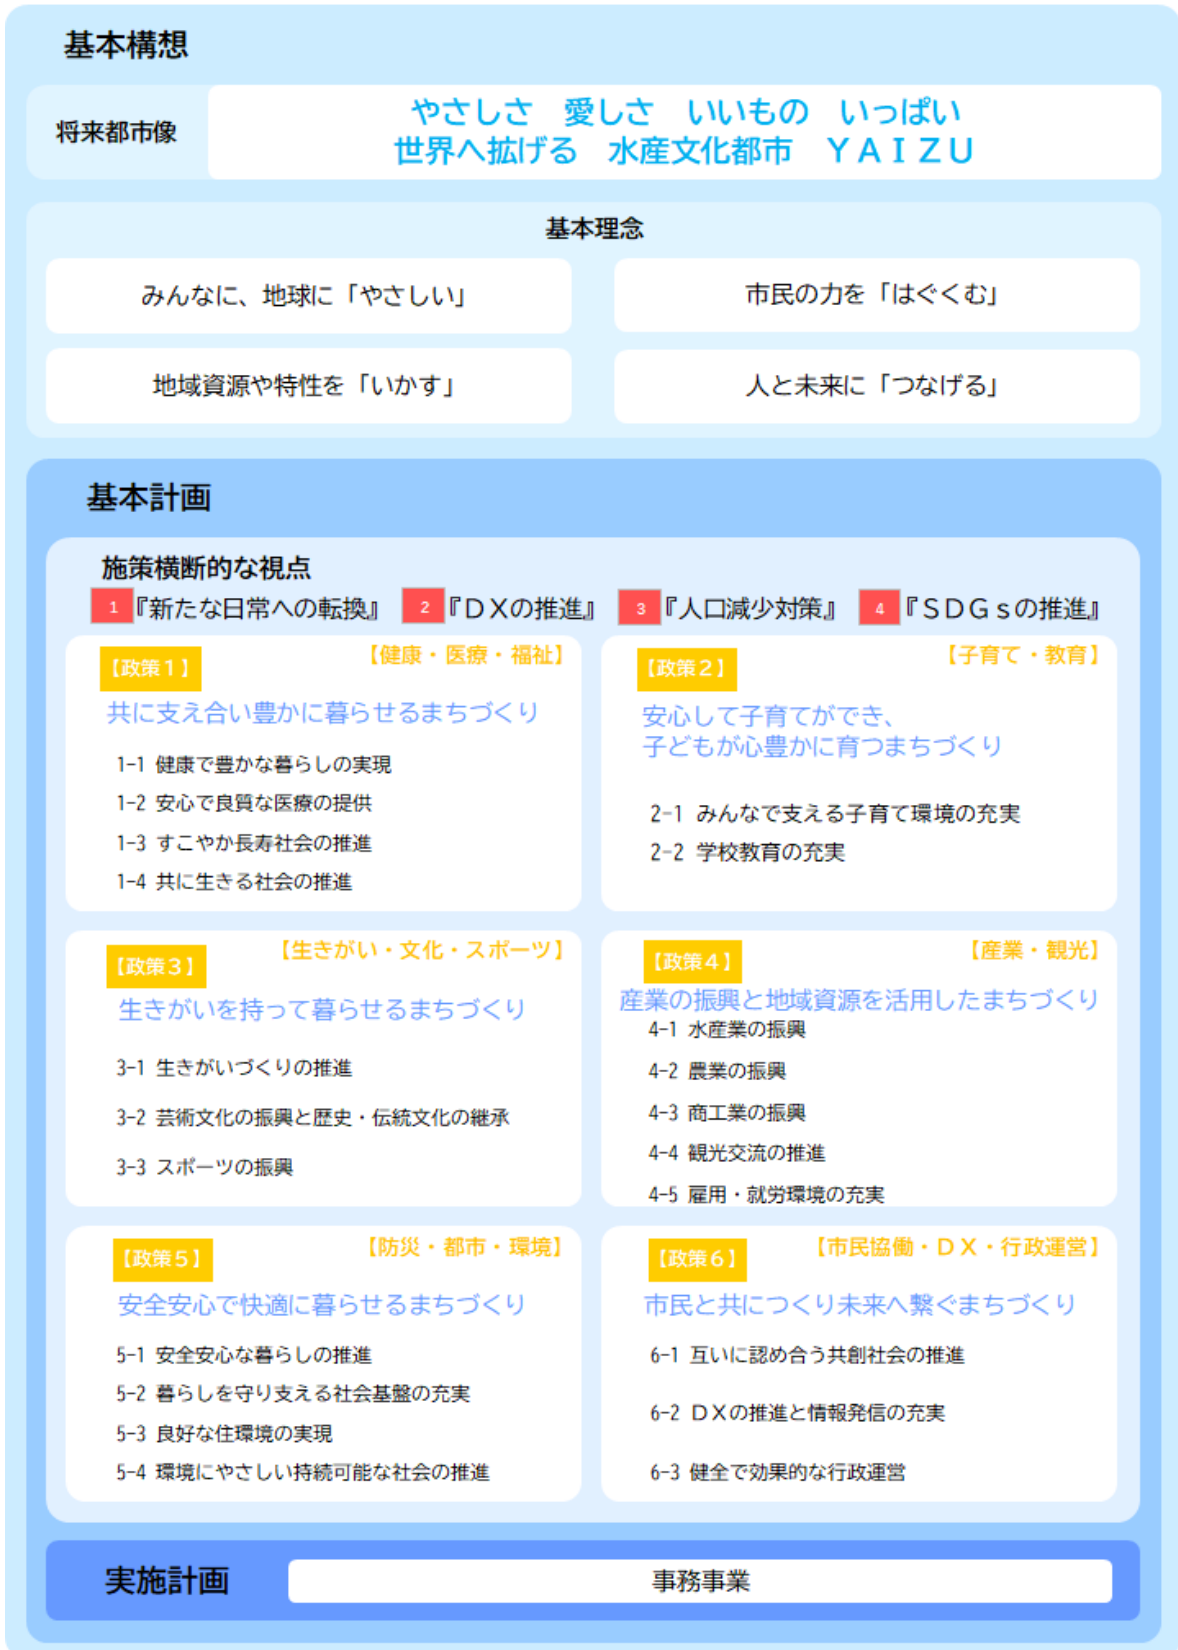 基本構想
将来都市像
やさしさ　愛しさ　いいもの　いっぱい
世界へ拡げる　水産文化都市　ＹＡＩＺＵ
基本理念
みんなに、地球に「やさしい」
市民の力を「はぐくむ」
地域資源や特性を「いかす」
人と未来に「つなげる」
基本計画
施策横断的な視点
1『新たな日常への転換』 2『ＤＸの推進』 3『人口減少対策』 4『ＳＤＧｓの推進』
【政策１】 【健康・医療・福祉】
共に支え合い豊かに暮らせるまちづくり
1-1 健康で豊かな暮らしの実現
1-2 安心で良質な医療の提供
1-3 すこやか長寿社会の推進
1-4 共に生きる社会の推進
【政策２】 【子育て・教育】
安心して子育てができ、
子どもが心豊かに育つまちづくり
2-1 みんなで支える子育て環境の充実
2-2 学校教育の充実
【政策３】 【生きがい・文化・スポーツ】
生きがいを持って暮らせるまちづくり
3-1 生きがいづくりの推進
3-2 芸術文化の振興と歴史・伝統文化の継承
3-3 スポーツの振興
【政策４】 【産業・観光】
産業の振興と地域資源を活用したまちづくり
4-1 水産業の振興
4-2 農業の振興
4-3 商工業の振興
4-4 観光交流の推進
4-5 雇用・就労環境の充実
【政策５】 【防災・都市・環境】
安全安心で快適に暮らせるまちづくり
5-1 安全安心な暮らしの推進
5-2 暮らしを守り支える社会基盤の充実
5-3 良好な住環境の実現
5-4 環境にやさしい持続可能な社会の推進
【政策６】 【市民協働・ＤＸ・行政運営】
市民と共につくり未来へ繋ぐまちづくり
6-1 互いに認め合う共創社会の推進
6-2 ＤＸの推進と情報発信の充実
6-3 健全で効果的な行政運営
実施計画
事務事業